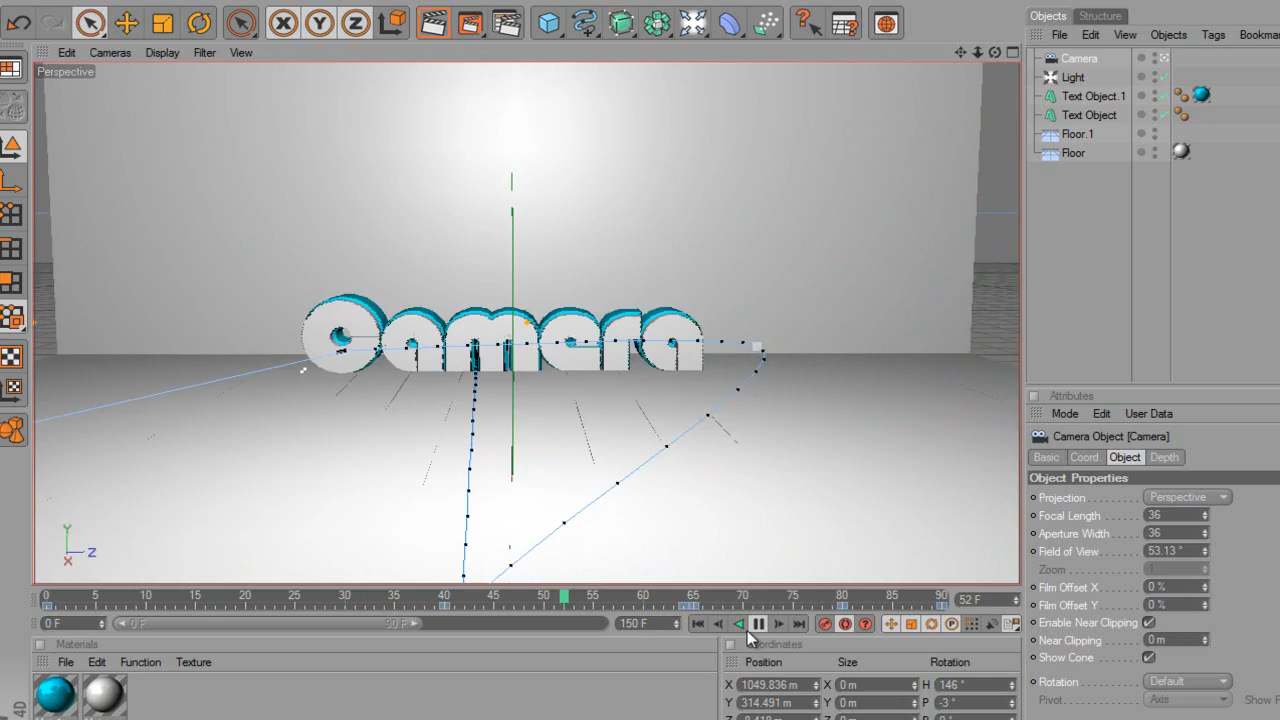 Objects Structure
File Edit View Objects Tags Bookma
Edit Cameras Display Filter View
Perspective
Camera
Light
Text Object.1
Text Object
Floor.1
Floor
Camera
Y
Z
X
Attributes
Mode Edit User Data
Camera Object [Camera]
Basic Coord. Object Depth
Object Properties
Projection Perspective
Focal Length 36
Aperture Width 36
Field of View 53.13 °
Zoom 1
Film Offset X 0 %
Film Offset Y 0 %
Enable Near Clipping
Near Clipping 0 m
Show Cone
Rotation Default
Pivot Axis Show
0 5 10 15 20 25 30 35 40 45 50 55 60 65 70 75 80 85 90 52 F
0 F 0 F 90 F 150 F
Materials
File Edit Function Texture
Coordinates
Position Size Rotation
X 1049.836 m X 0 m H 146 °
Y 314.491 m Y 0 m P -3 °
X Y Z
4D